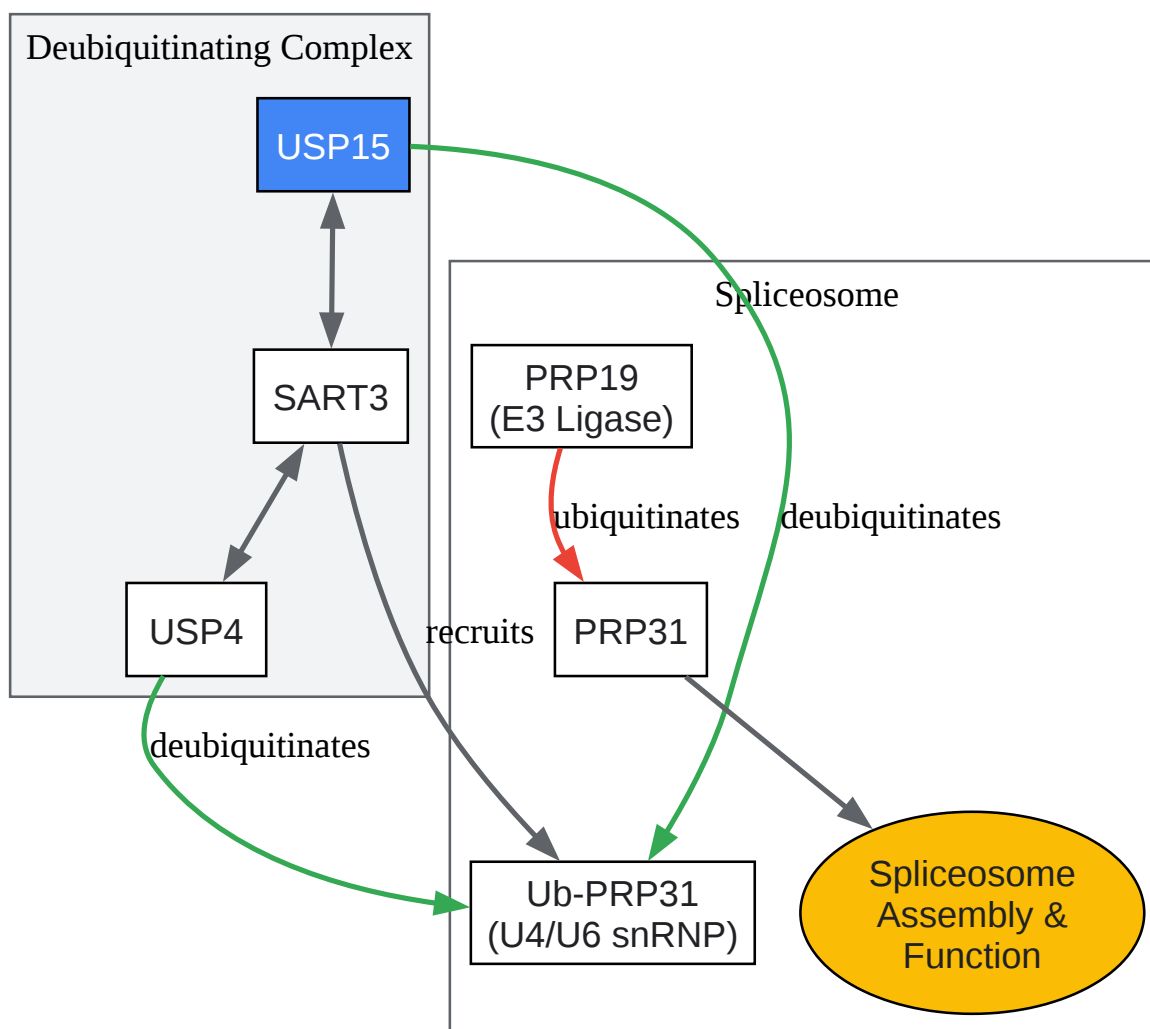 Deubiquitinating Complex
USP15
Spliceosome
SART3
PRP19
(E3 Ligase)
ubiquitinates
deubiquitinates
USP4
recruits
PRP31
deubiquitinates
Ub-PRP31
(U4/U6 snRNP)
Spliceosome
Assembly &
Function